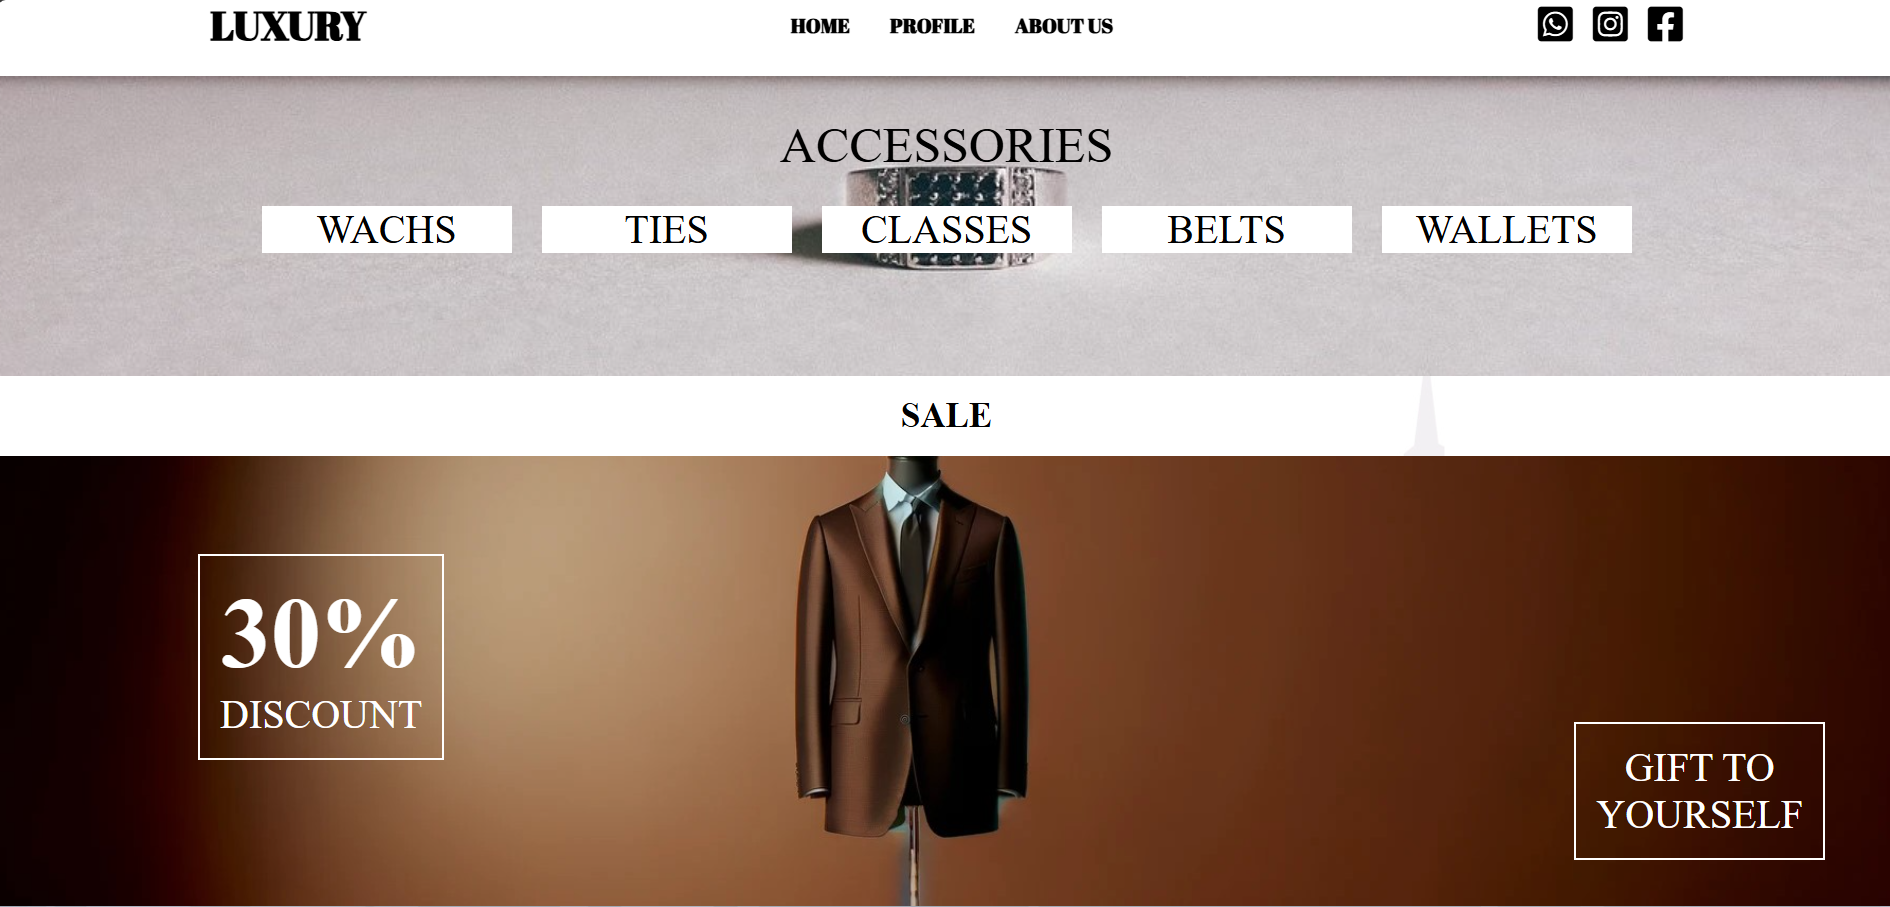 LUXURY
HOME PROFILE ABOUT US
ACCESSORIES
WACHS TIES CLASSES BELTS WALLETS
SALE
30%
DISCOUNT
GIFT TO
YOURSELF